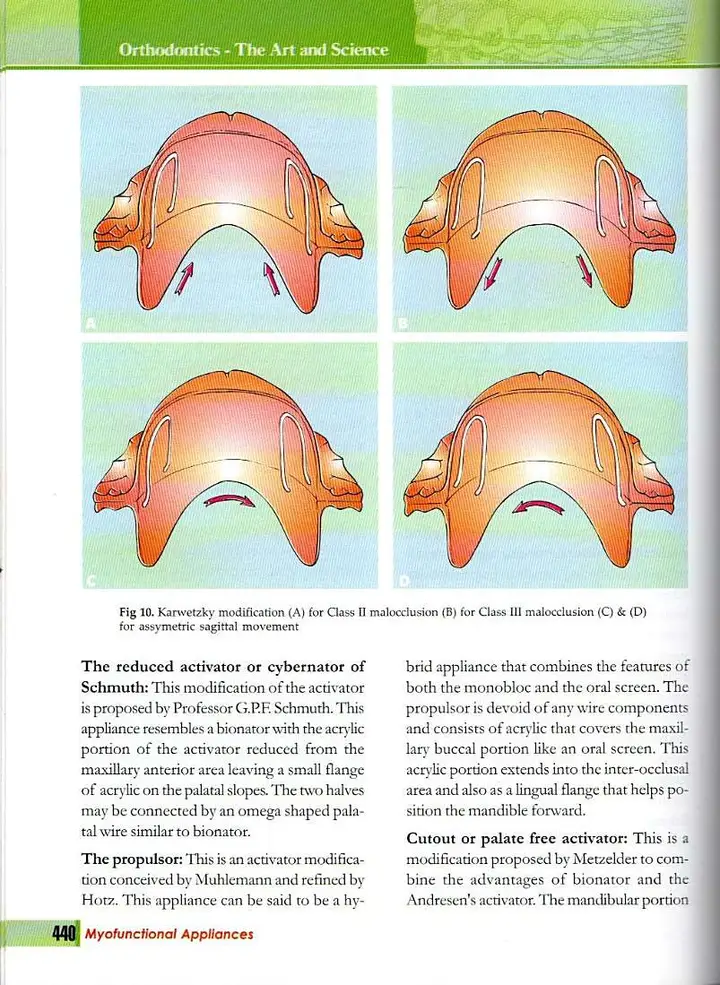 Orthodontics - The Art and Science
A
B
C
D
Fig 10. Karwetzky modification (A) for Class II malocclusion (B) for Class III malocclusion (C) & (D)
for assymetric sagittal movement
The reduced activator or cybernator of
Schmuth: This modification of the activator
is proposed by Professor G.P.F. Schmuth. This
appliance resembles a bionator with the acrylic
portion of the activator reduced from the
maxillary anterior area leaving a small flange
of acrylic on the palatal slopes. The two halves
may be connected by an omega shaped pala-
tal wire similar to bionator.
The propulsor: This is an activator modifica-
tion conceived by Muhlemann and refined by
Hotz. This appliance can be said to be a hy-
brid appliance that combines the features of
both the monobloc and the oral screen. The
propulsor is devoid of any wire components
and consists of acrylic that covers the maxil-
lary buccal portion like an oral screen. This
acrylic portion extends into the inter-occlusal
area and also as a lingual flange that helps po-
sition the mandible forward.
Cutout or palate free activator: This is a
modification proposed by Metzelder to com-
bine the advantages of bionator and the
Andresen's activator. The mandibular portion
440 Myofunctional Appliances